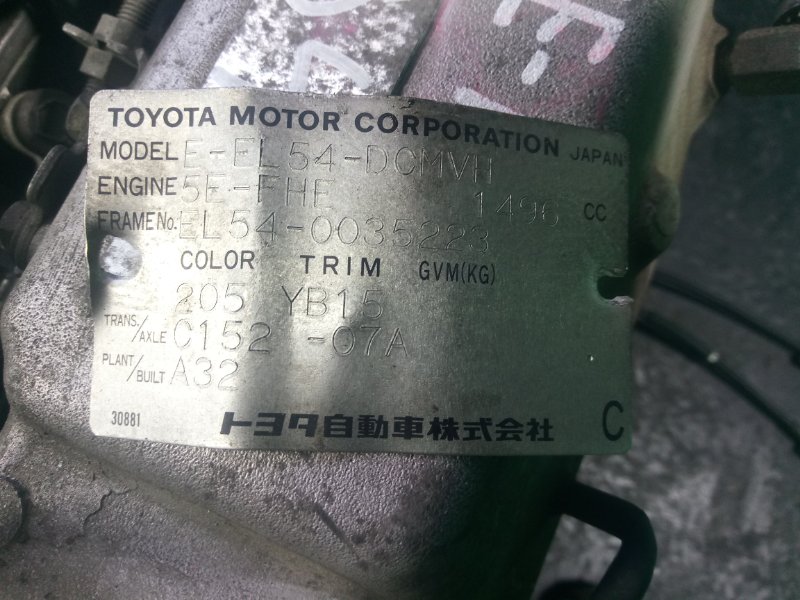 TOYOTA MOTOR CORPORATION JAPAN
MODEL E-EL54-DCMVH
ENGINE 5E-FHE 1496 CC
FRAME No. EL54-0035223
COLOR TRIM GVM(KG)
205 YB15
TRANS./AXLE C152 -07A
PLANT/BUILT A32
30881 トヨタ自動車株式会社 C